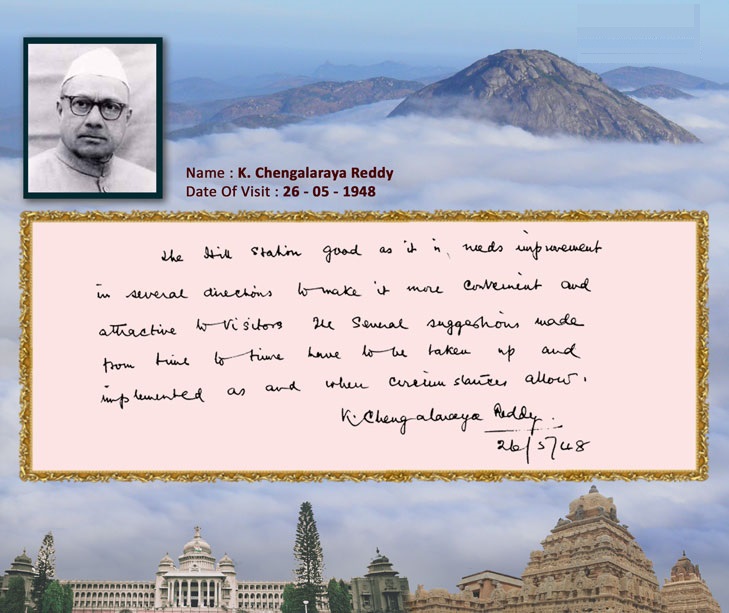 Name : K. Chengalaraya Reddy
Date Of Visit : 26 - 05 - 1948
The Hill Station good as it is, needs improvement
in several directions to make it more convenient and
attractive to visitors. The several suggestions made
from time to time have to be taken up and
implemented as and when circumstances allow.
K. Chengalaraya Reddy.
26/5/48